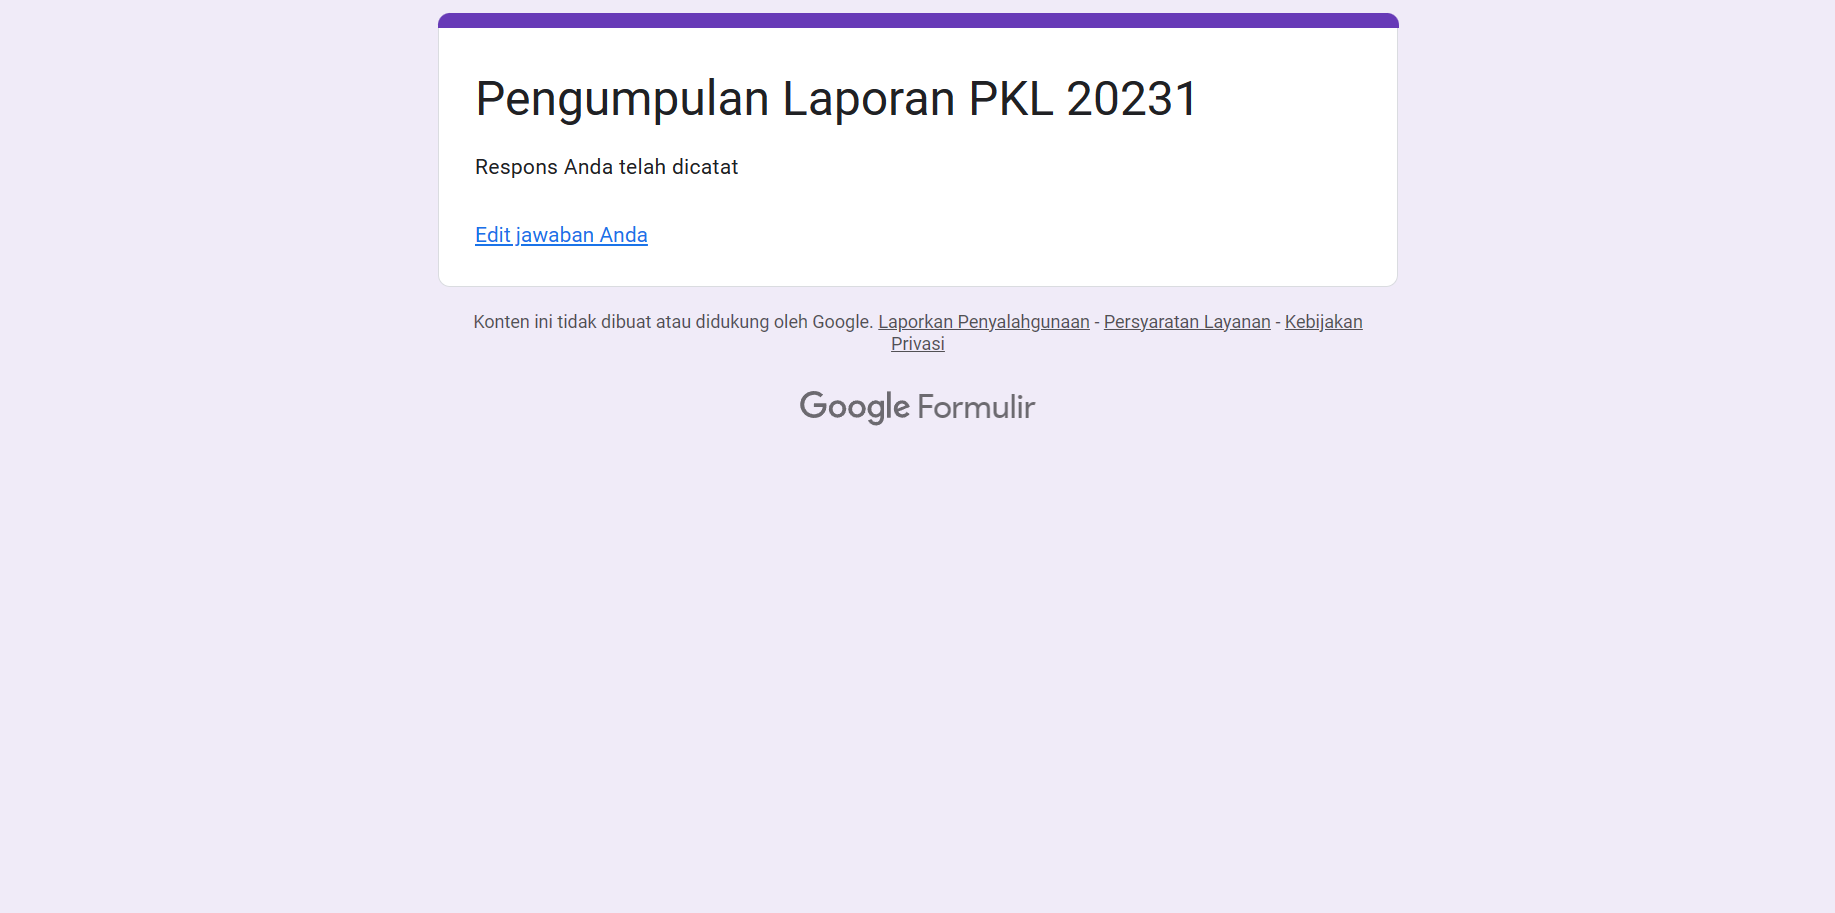 Pengumpulan Laporan PKL 20231
Respons Anda telah dicatat
Edit jawaban Anda
Konten ini tidak dibuat atau didukung oleh Google. Laporkan Penyalahgunaan - Persyaratan Layanan - Kebijakan
Privasi
Google Formulir